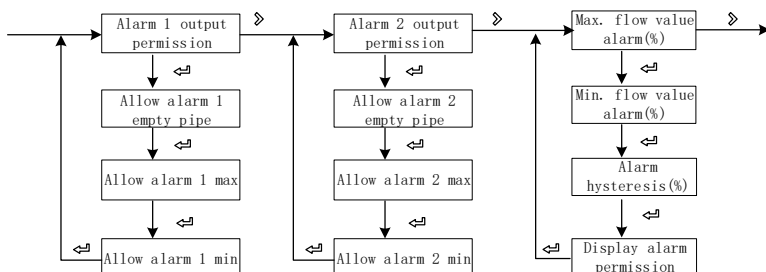 Alarm 1 output
permission
Allow alarm 1
empty pipe
Allow alarm 1 max
Allow alarm 1 min
Alarm 2 output
permission
Allow alarm 2
empty pipe
Allow alarm 2 max
Allow alarm 2 min
Max. flow value
alarm(%)
Min. flow value
alarm(%)
Alarm
hysteresis(%)
Display alarm
permission